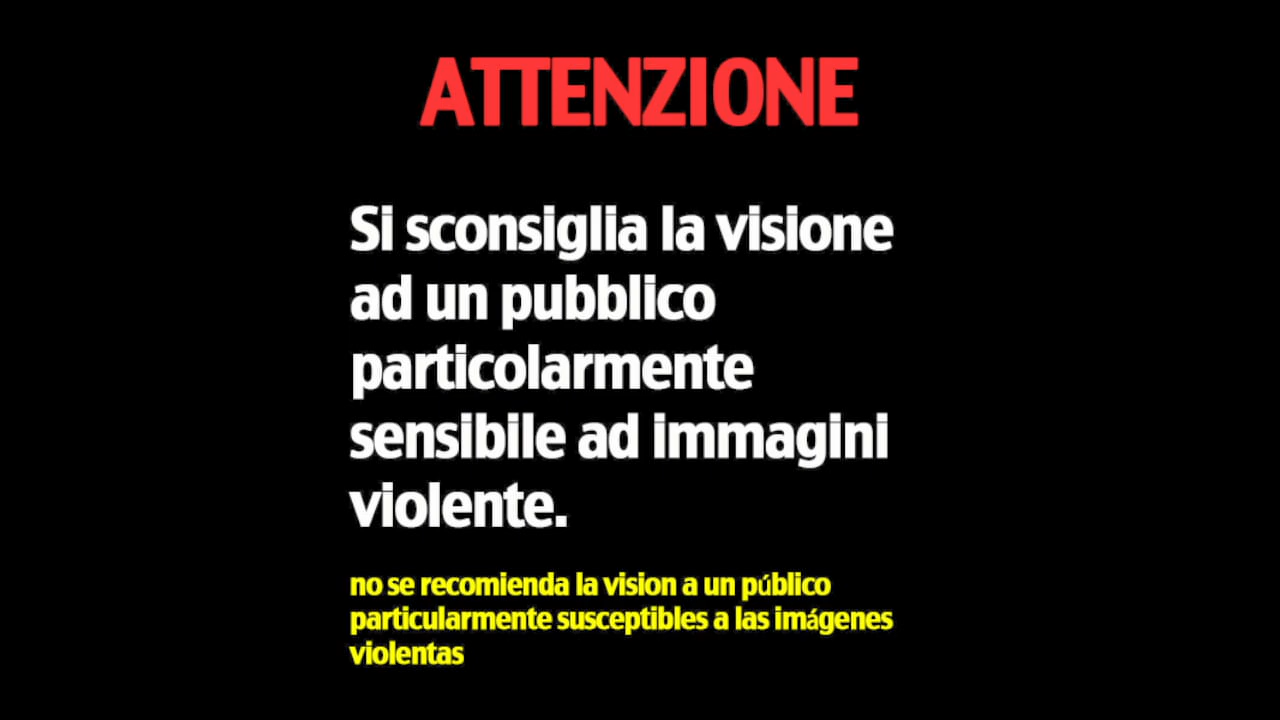 ATTENZIONE
Si sconsiglia la visione
ad un pubblico
particolarmente
sensibile ad immagini
violente.
no se recomienda la vision a un público
particularmente susceptibles a las imágenes
violentas